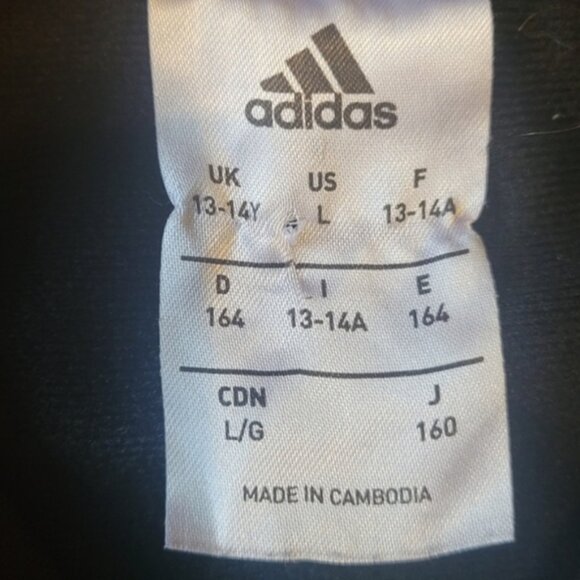 adidas
UK US F
13-14Y L 13-14A
D I E
164 13-14A 164
CDN J
L/G 160
MADE IN CAMBODIA